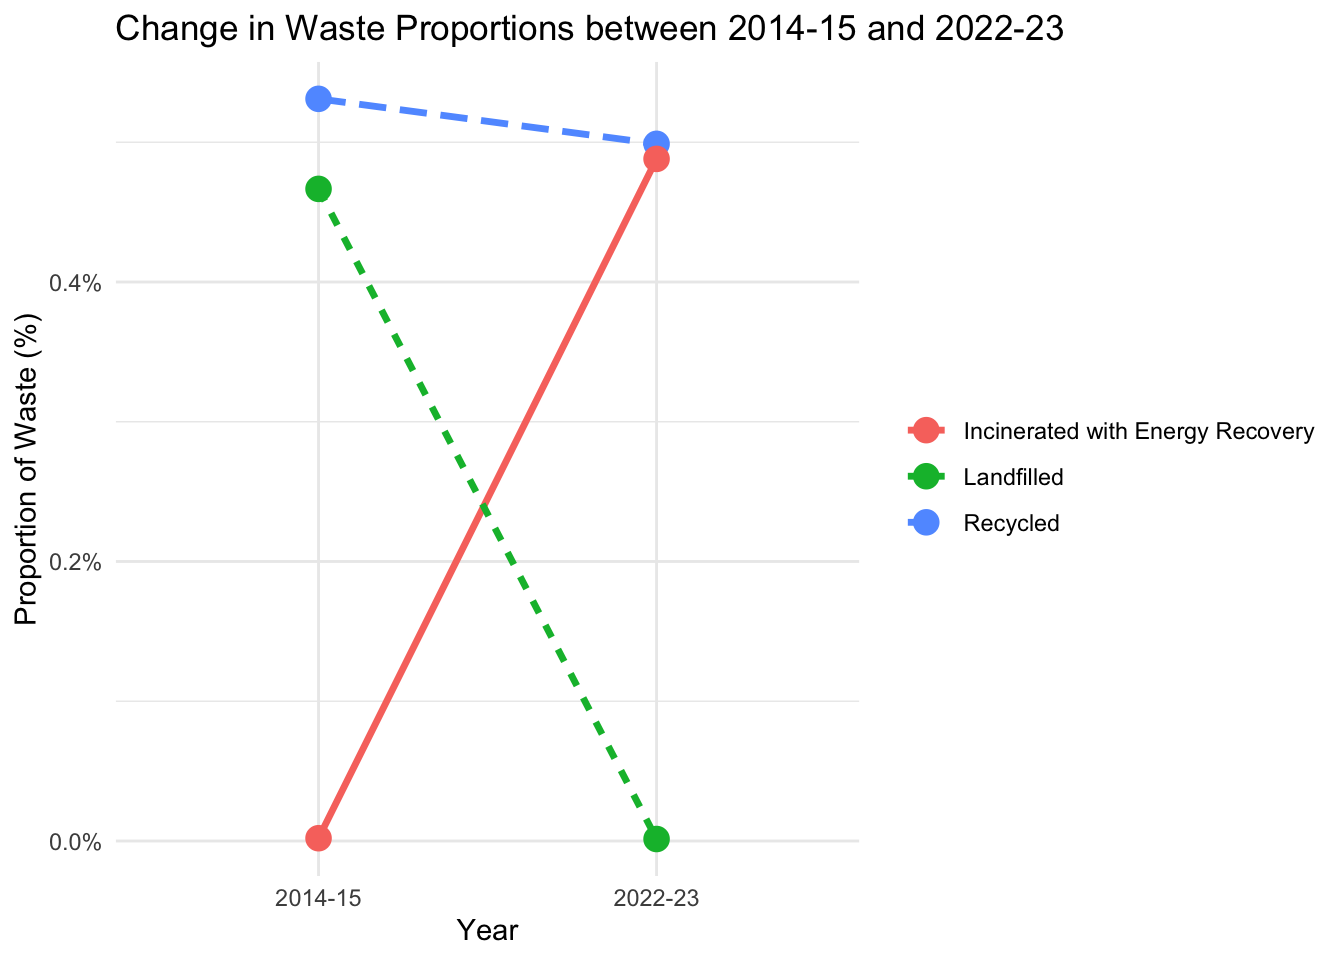 Change in Waste Proportions between 2014-15 and 2022-23
Proportion of Waste (%)
0.4%
0.2%
0.0%
2014-15
2022-23
Year
Incinerated with Energy Recovery
Landfilled
Recycled